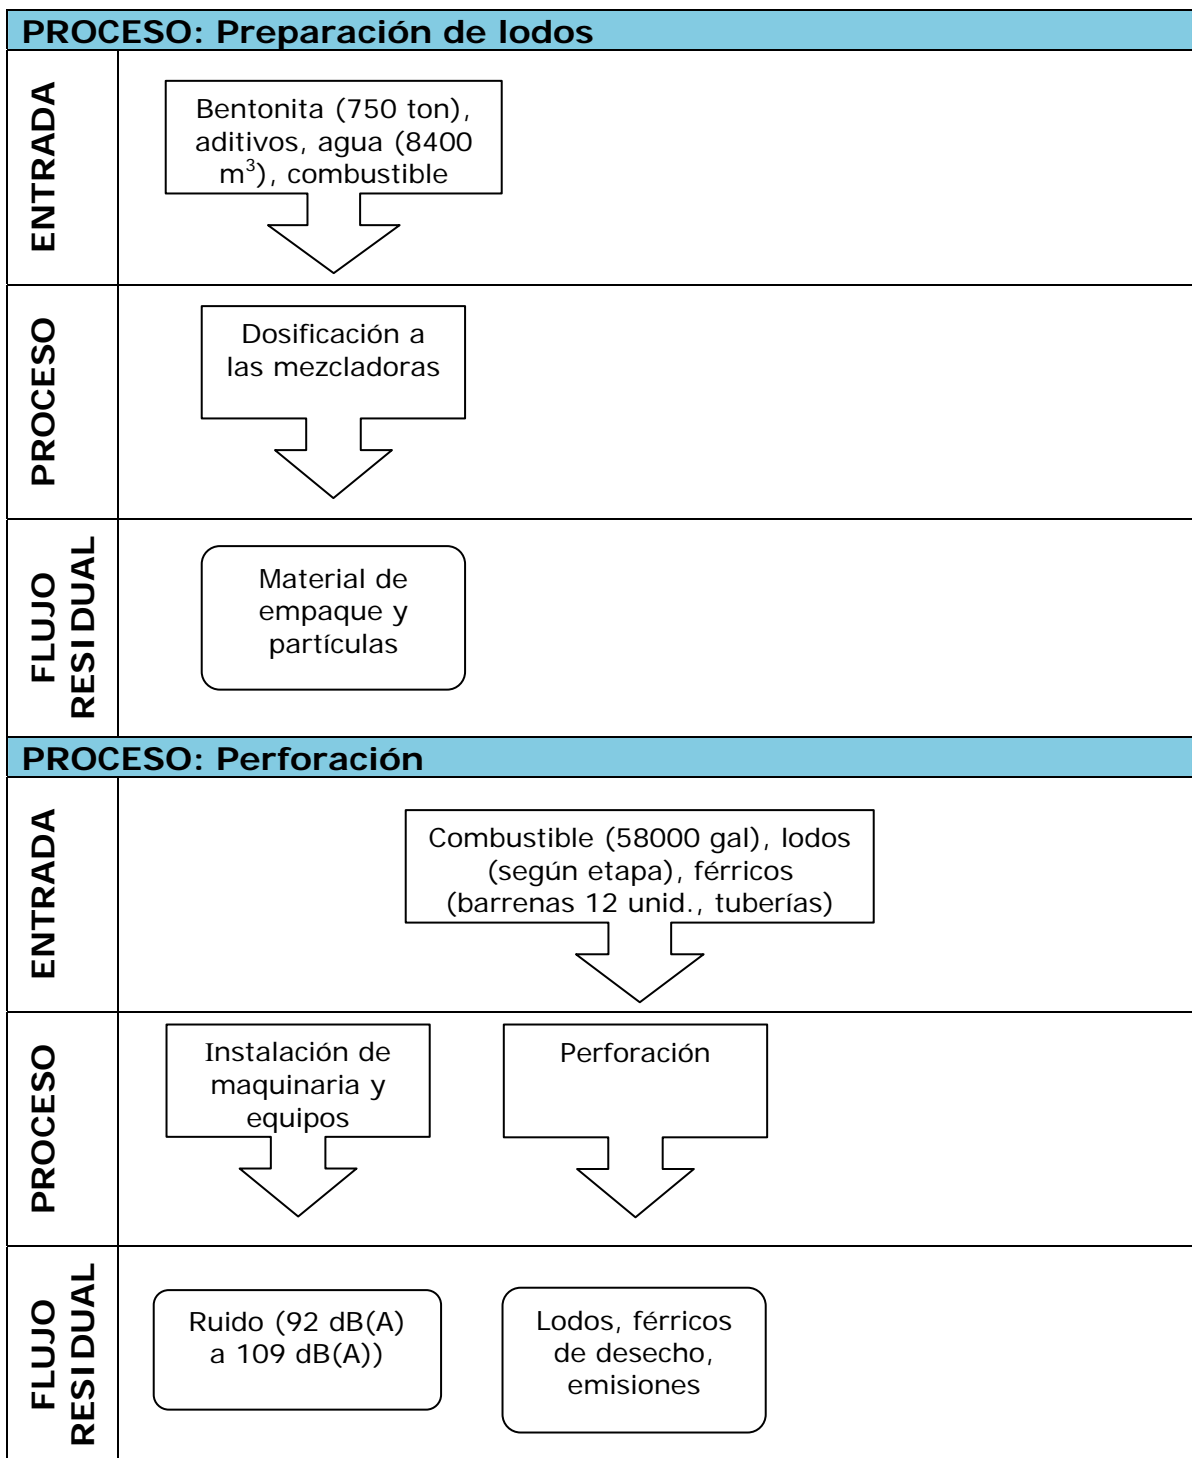 PROCESO: Preparación de lodos
ENTRADA
Bentonita (750 ton),
aditivos, agua (8400
m³), combustible
PROCESO
Dosificación a
las mezcladoras
FLUJO
RESIDUAL
Material de
empaque y
partículas
PROCESO: Perforación
ENTRADA
Combustible (58000 gal), lodos
(según etapa), férricos
(barrenas 12 unid., tuberías)
PROCESO
Instalación de
maquinaria y
equipos
Perforación
FLUJO
RESIDUAL
Ruido (92 dB(A)
a 109 dB(A))
Lodos, férricos
de desecho,
emisiones